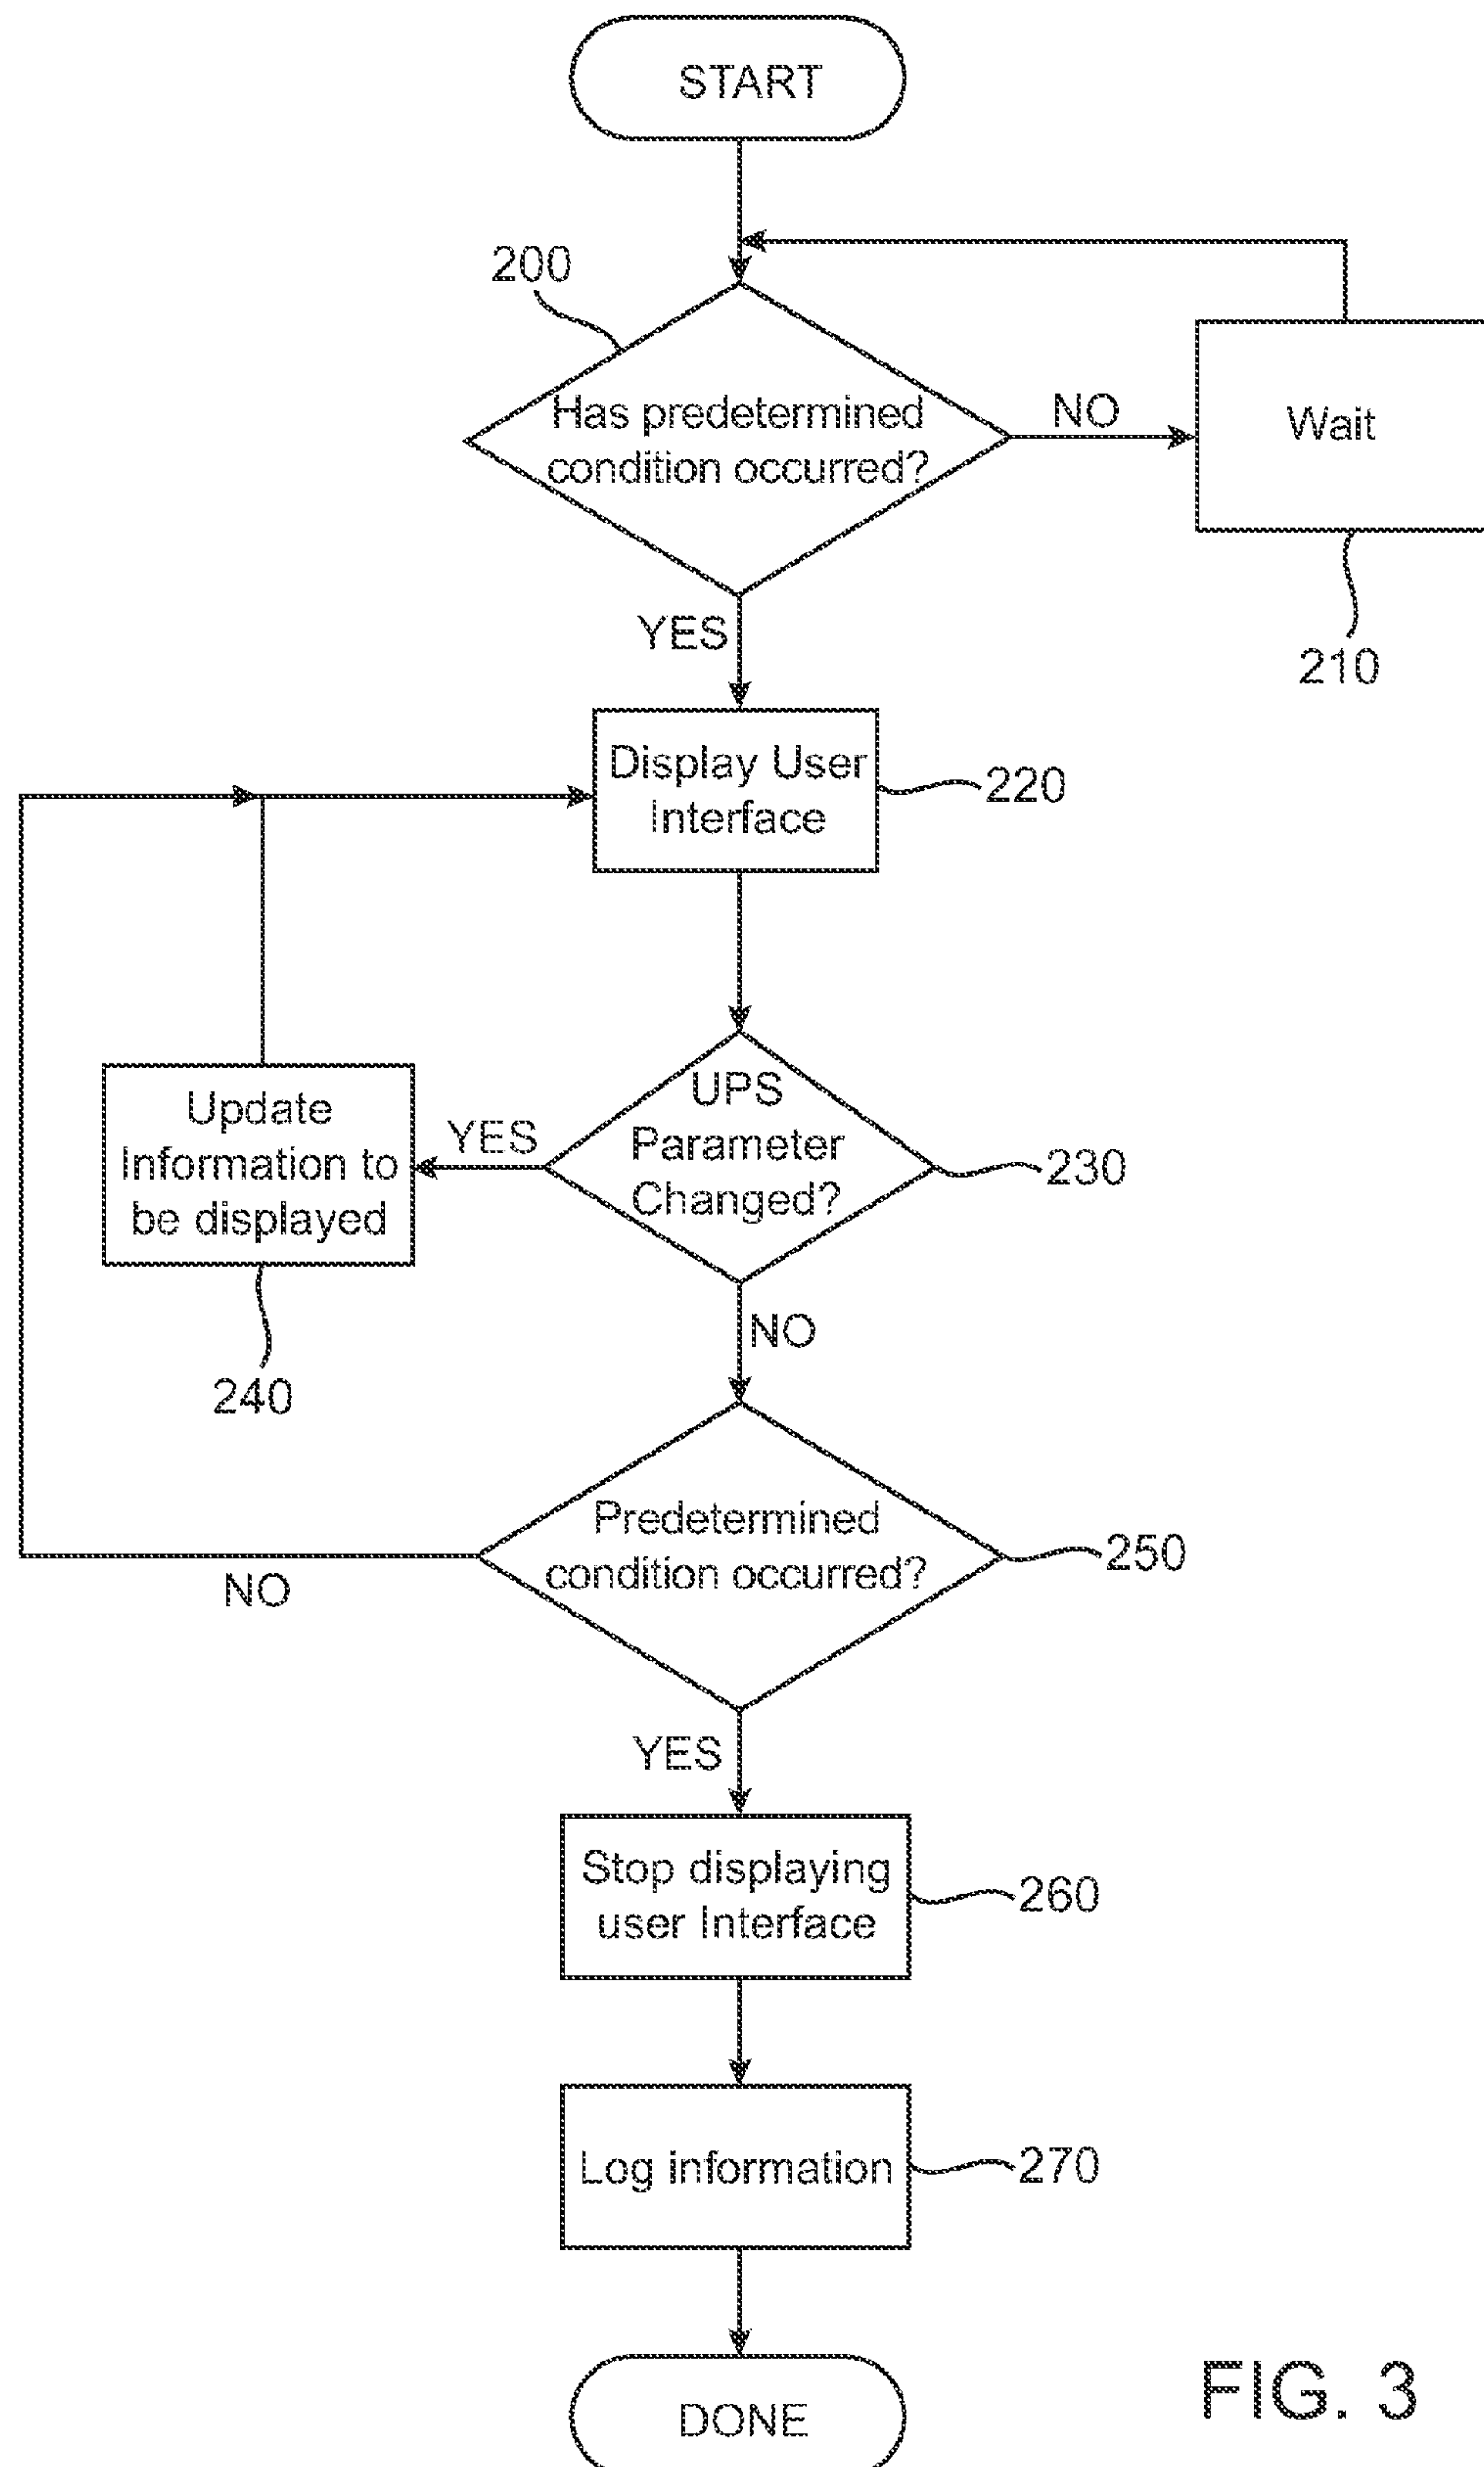 START
200
Has predetermined
condition occurred?
NO
Wait
210
YES
Display User
Interface
220
UPS
Parameter
Changed?
230
YES
Update
Information to
be displayed
240
NO
Predetermined
condition occurred?
250
NO
YES
Stop displaying
user Interface
260
Log information
270
DONE
FIG. 3